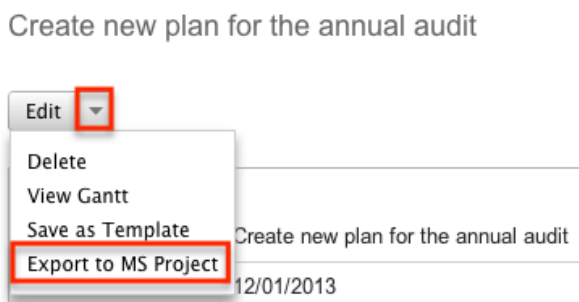 Create new plan for the annual audit
Edit
Delete
View Gantt
Save as Template
Create new plan for the annual audit
Export to MS Project
12/01/2013